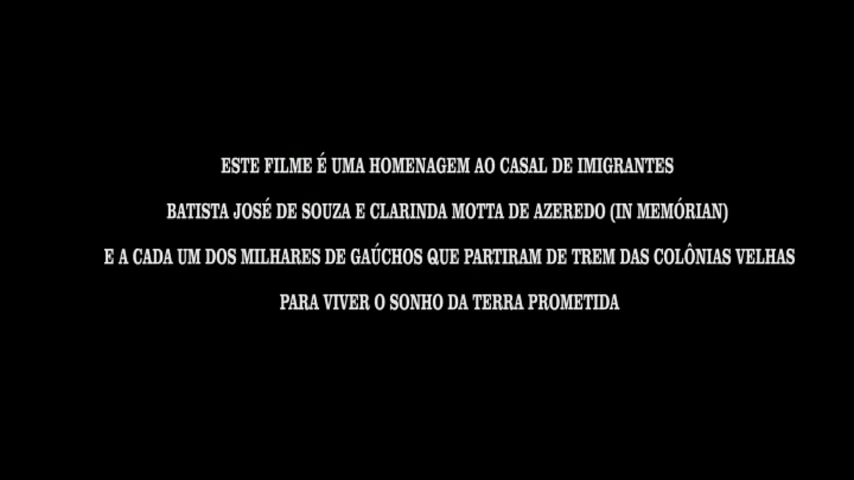 ESTE FILME É UMA HOMENAGEM AO CASAL DE IMIGRANTES
BATISTA JOSÉ DE SOUZA E CLARINDA MOTTA DE AZEREDO (IN MEMÓRIAN)
E A CADA UM DOS MILHARES DE GAÚCHOS QUE PARTIRAM DE TREM DAS COLÔNIAS VELHAS
PARA VIVER O SONHO DA TERRA PROMETIDA